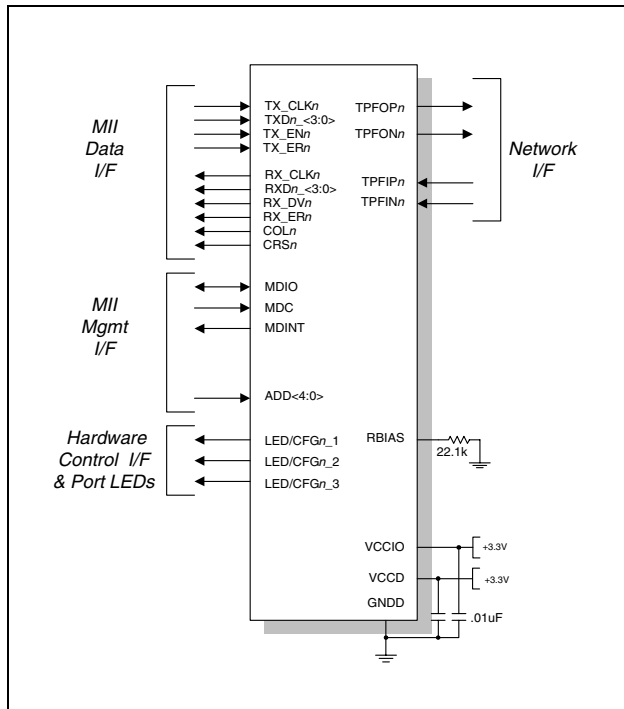 MII
Data
I/F
TX_CLKn
TXDn_<3:0>
TX_ENn
TX_ERn
RX_CLKn
RXDn_<3:0>
RX_DVn
RX_ERn
COLn
CRSn
TPFOPn
TPFONn
TPFIPn
TPFINn
Network
I/F
MII
Mgmt
I/F
MDIO
MDC
MDINT
ADD<4:0>
Hardware
Control I/F
& Port LEDs
LED/CFGn_1
LED/CFGn_2
LED/CFGn_3
RBIAS
22.1k
VCCIO
+3.3V
VCCD
+3.3V
GNDD
.01uF